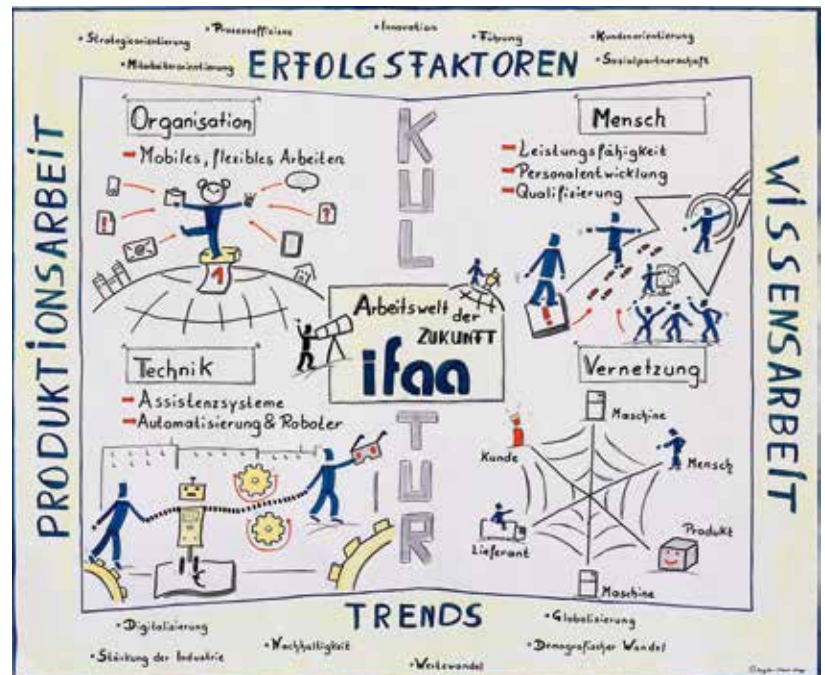 • Strategieorientierung
• Prozesseffizienz
• Innovation
• Führung
• Kundenorientierung
• Mitarbeiterorientierung
ERFOLGSFAKTOREN
• Sozialpartnerschaft
PRODUKTIONSARBEIT
Organisation
Mobiles, flexibles Arbeiten
!
?
1
KUL
TUR
Mensch
Leistungsfähigkeit
Personalentwicklung
Qualifizierung
!
WISSENSARBEIT
Arbeitswelt der
ZUKUNFT
ifaa
Technik
Assistenzsysteme
Automatisierung & Roboter
Vernetzung
Maschine
Kunde
Mensch
Lieferant
Produkt
Maschine
TRENDS
• Digitalisierung
• Globalisierung
• Stärkung der Industrie
• Nachhaltigkeit
• Wertewandel
• Demografischer Wandel